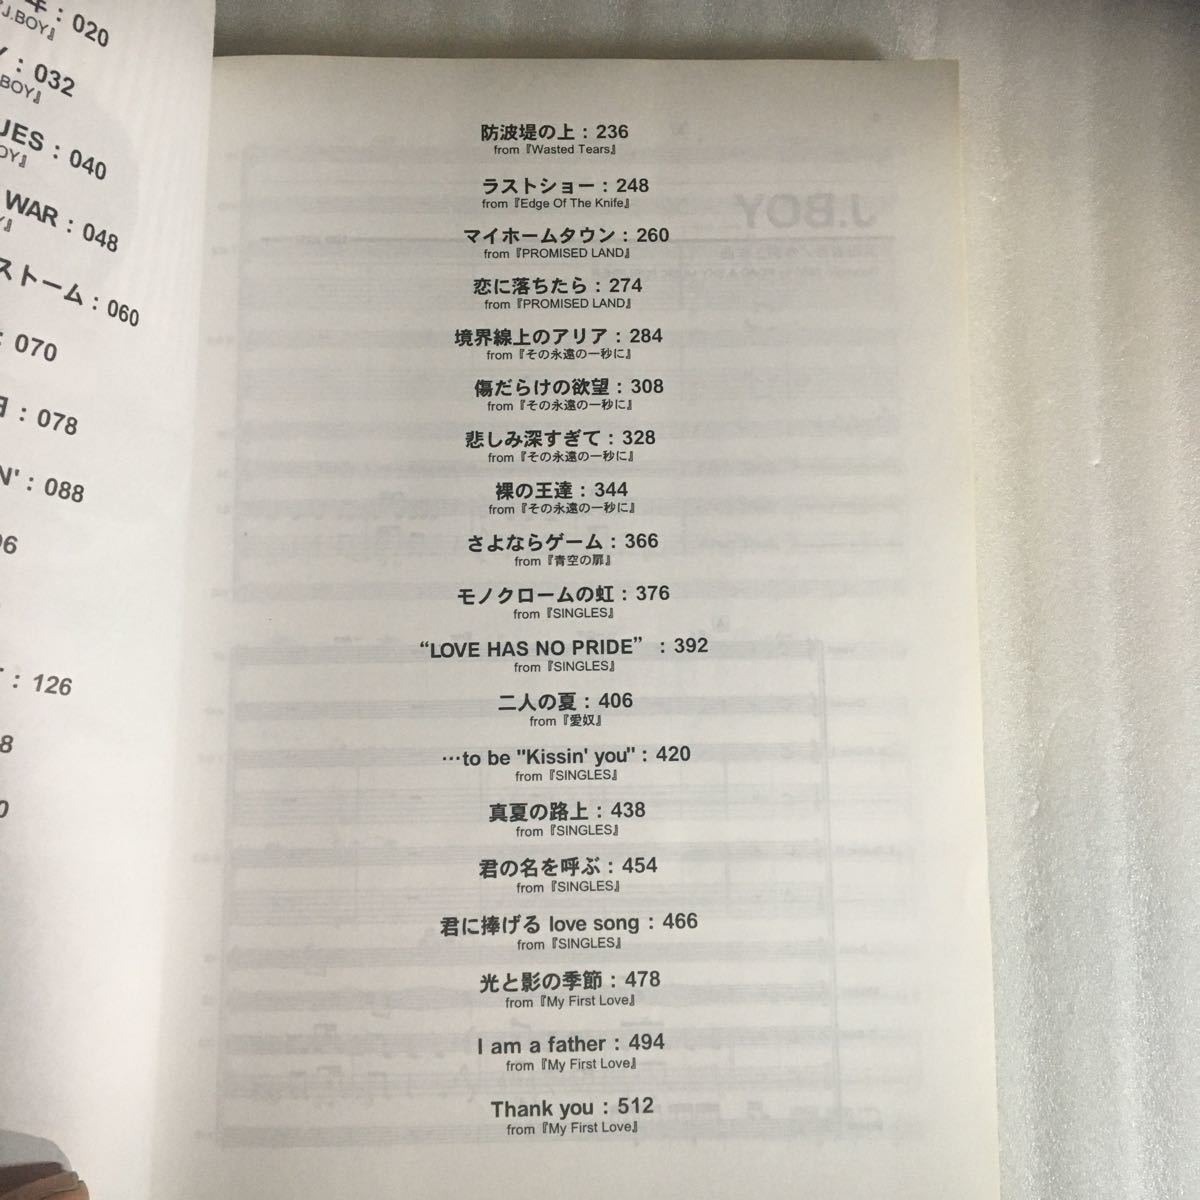 年：020
『J.BOY』
Y：032
BOY』
UES：040
BOY』
WAR：048
Y』
ストーム：060
：070
日：078
N'：088
96
：126
8
0
防波堤の上：236
from『Wasted Tears』
ラストショー：248
from『Edge Of The Knife』
マイホームタウン：260
from『PROMISED LAND』
恋に落ちたら：274
from『PROMISED LAND』
境界線上のアリア：284
from『その永遠の一秒に』
傷だらけの欲望：308
from『その永遠の一秒に』
悲しみ深すぎて：328
from『その永遠の一秒に』
裸の王達：344
from『その永遠の一秒に』
さよならゲーム：366
from『青空の扉』
モノクロームの虹：376
from『SINGLES』
“LOVE HAS NO PRIDE”：392
from『SINGLES』
二人の夏：406
from『愛奴』
…to be "Kissin' you"：420
from『SINGLES』
真夏の路上：438
from『SINGLES』
君の名を呼ぶ：454
from『SINGLES』
君に捧げる love song：466
from『SINGLES』
光と影の季節：478
from『My First Love』
I am a father：494
from『My First Love』
Thank you：512
from『My First Love』
J.BOY